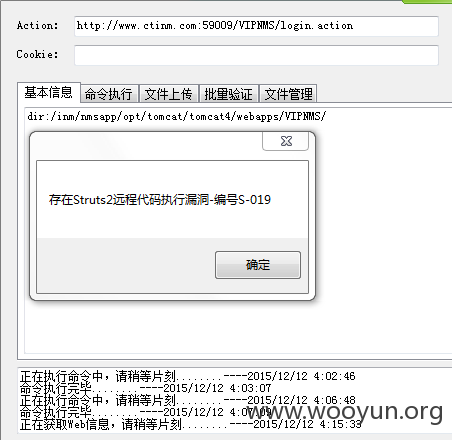 Action: http://www.ctinm.com:59009/VIPNMS/login.action
Cookie:
基本信息 命令执行 文件上传 批量验证 文件管理
dir:/inm/nmsapp/opt/tomcat/tomcat4/webapps/VIPNMS/
存在Struts2远程代码执行漏洞-编号S-019
确定
正在执行命令中，请稍等片刻........----2015/12/12 4:02:46
命令执行完毕........----2015/12/12 4:03:07
正在执行命令中，请稍等片刻........----2015/12/12 4:06:48
命令执行完毕........----2015/12/12 4:07:09
正在获取Web信息，请稍等片刻........----2015/12/12 4:15:33
www.wooyun.org